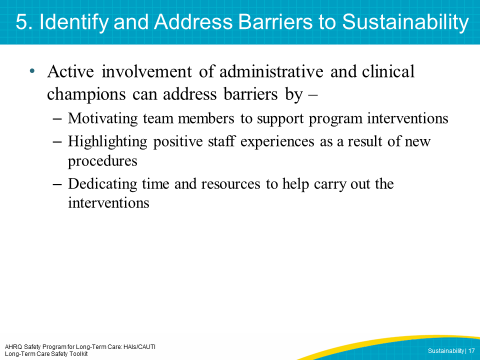 5. Identify and Address Barriers to Sustainability
• Active involvement of administrative and clinical
champions can address barriers by –
– Motivating team members to support program interventions
– Highlighting positive staff experiences as a result of new
procedures
– Dedicating time and resources to help carry out the
interventions
AHRQ Safety Program for Long-Term Care: HAIs/CAUTI
Long-Term Care Safety Toolkit
Sustainability | 17